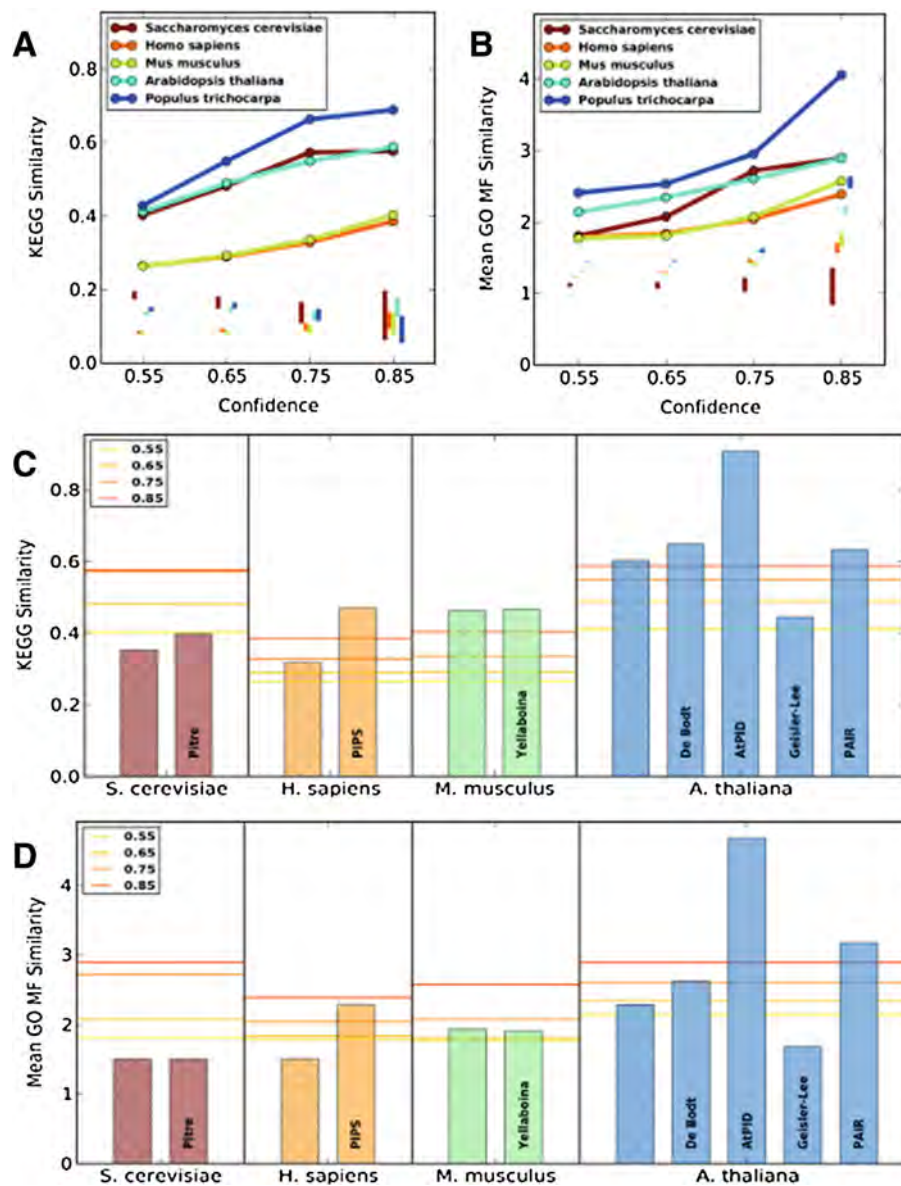 A
Saccharomyces cerevisiae
Homo sapiens
Mus musculus
Arabidopsis thaliana
Populus trichocarpa
KEGG Similarity
0.8
0.6
0.4
0.2
0.0
0.55 0.65 0.75 0.85
Confidence
B
Saccharomyces cerevisiae
Homo sapiens
Mus musculus
Arabidopsis thaliana
Populus trichocarpa
Mean GO MF Similarity
4
3
2
1
0
0.55 0.65 0.75 0.85
Confidence
C
0.55
0.65
0.75
0.85
KEGG Similarity
0.8
0.6
0.4
0.2
0.0
Pitre
PIPS
Yellaboina
De Bodt
AtPID
Geisler-Lee
PAIR
S. cerevisiae H. sapiens M. musculus A. thaliana
D
0.55
0.65
0.75
0.85
Mean GO MF Similarity
4
3
2
1
0
Pitre
PIPS
Yellaboina
De Bodt
AtPID
Geisler-Lee
PAIR
S. cerevisiae H. sapiens M. musculus A. thaliana